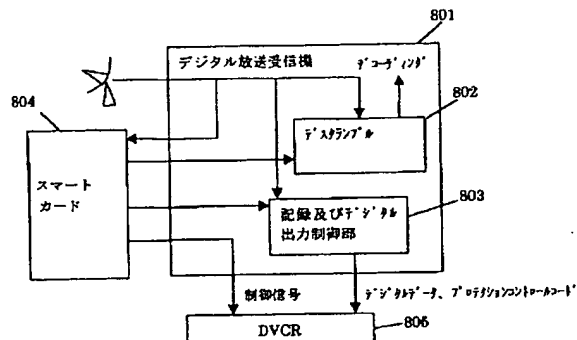 801
デジタル放送受信機
デコーディング
804
802
デスクランブル
スマート
カード
803
記録及びデジタル
出力制御部
制御信号
デジタルデータ、プロテクションコントロールコード
DVCR
805